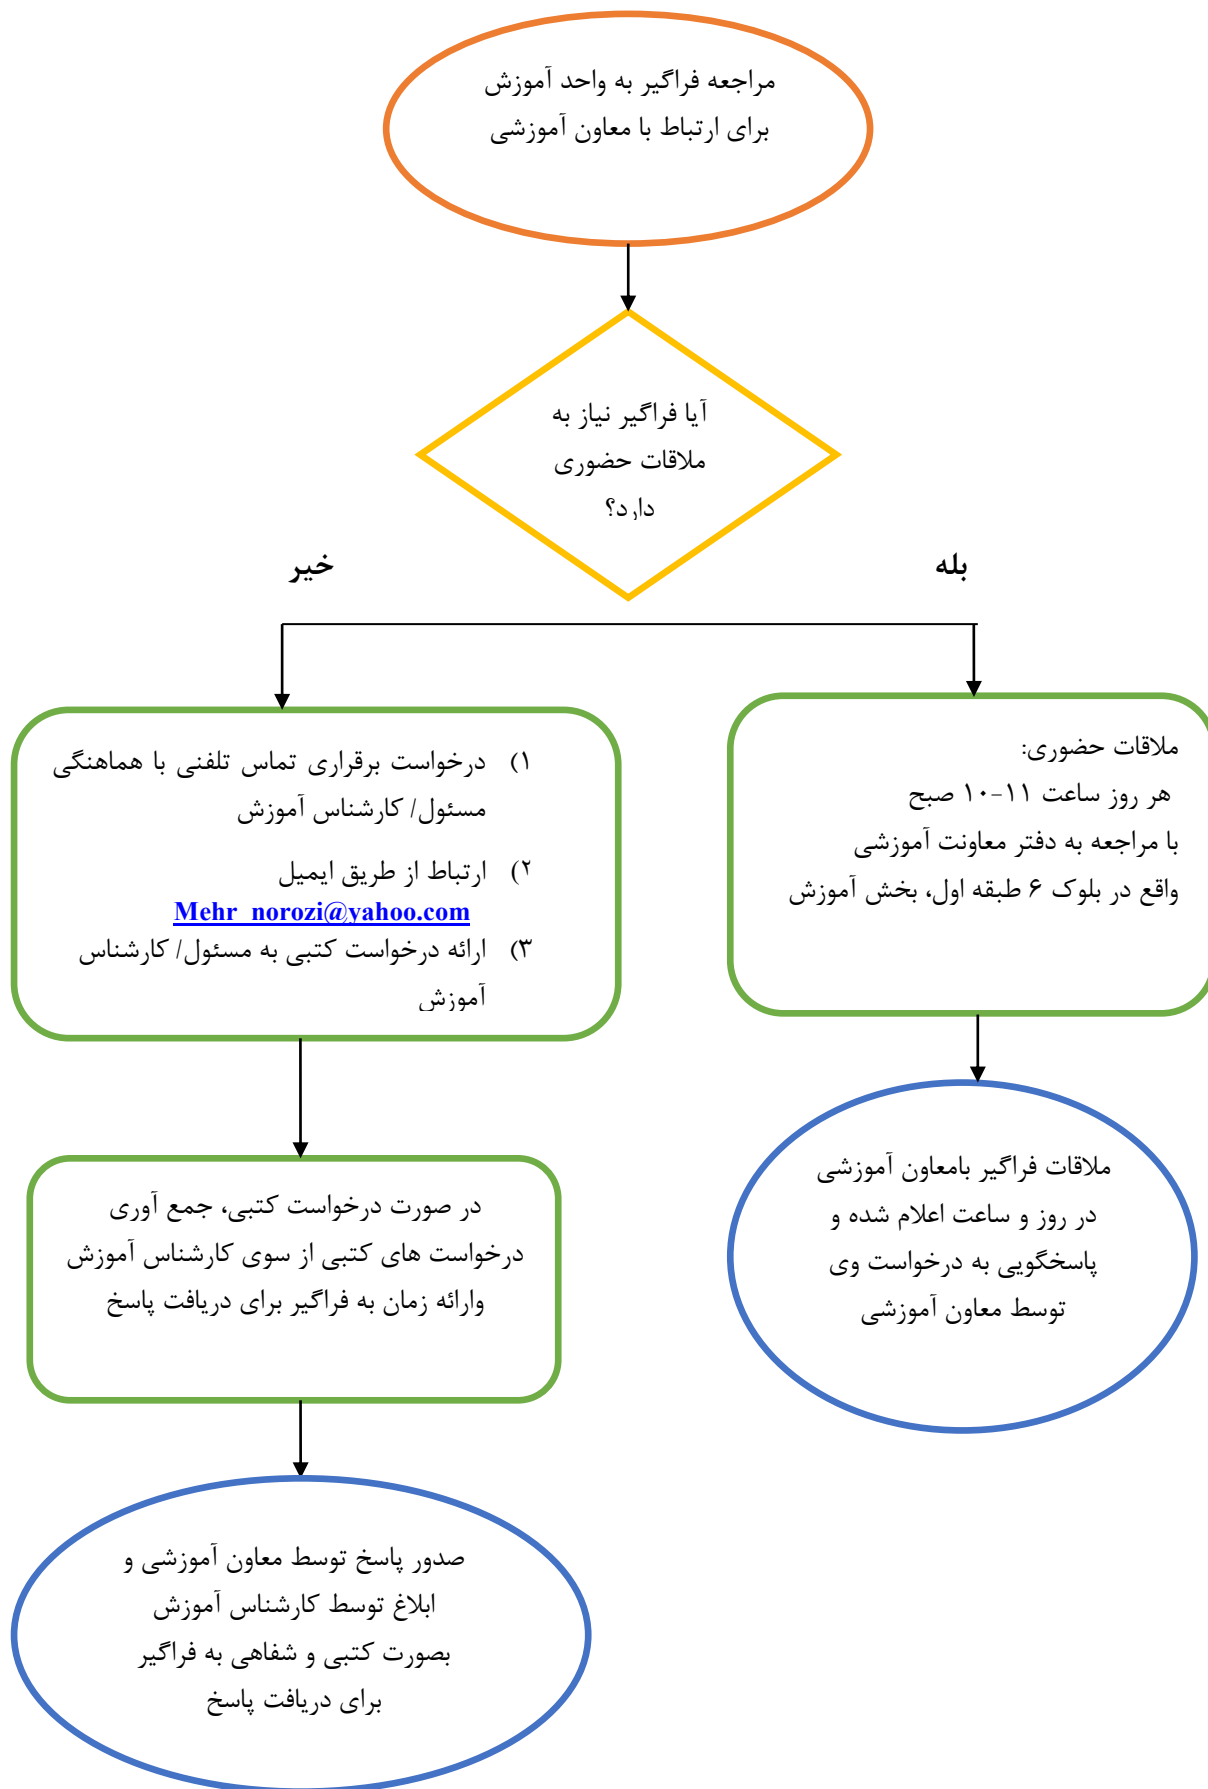 مراجعه فراگیر به واحد آموزش
برای ارتباط با معاون آموزشی
آیا فراگیر نیاز به
ملاقات حضوری
دارد؟
بله
خیر
ملاقات حضوری:
هر روز ساعت ۱۱-۱۰ صبح
با مراجعه به دفتر معاونت آموزشی
واقع در بلوک ۶ طبقه اول، بخش آموزش
ملاقات فراگیر بامعاون آموزشی
در روز و ساعت اعلام شده و
پاسخگویی به درخواست وی
توسط معاون آموزشی
۱) درخواست برقراری تماس تلفنی با هماهنگی
مسئول/ کارشناس آموزش
۲) ارتباط از طریق ایمیل
Mehr_norozi@yahoo.com
۳) ارائه درخواست کتبی به مسئول/ کارشناس
آموزش
در صورت درخواست کتبی، جمع آوری
درخواست های کتبی از سوی کارشناس آموزش
وارائه زمان به فراگیر برای دریافت پاسخ
صدور پاسخ توسط معاون آموزشی و
ابلاغ توسط کارشناس آموزش
بصورت کتبی و شفاهی به فراگیر
برای دریافت پاسخ